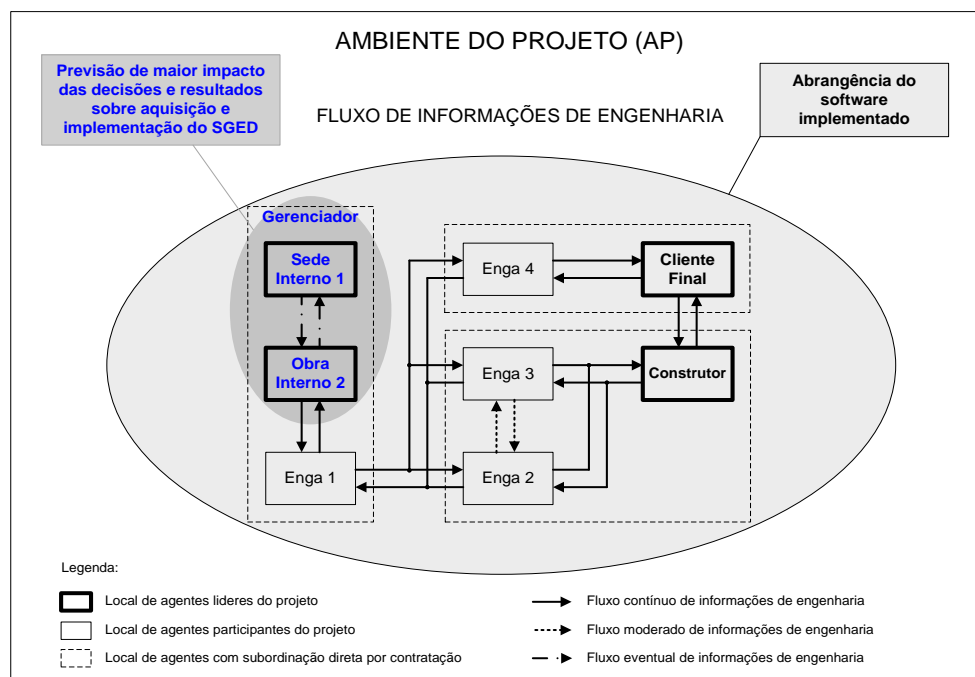 AMBIENTE DO PROJETO (AP)
Previsão de maior impacto
das decisões e resultados
sobre aquisição e
implementação do SGED
Abrangência do
software
implementado
FLUXO DE INFORMAÇÕES DE ENGENHARIA
Gerenciador
Sede
Interno 1
Enga 4
Cliente
Final
Obra
Interno 2
Enga 3
Construtor
Enga 1
Enga 2
Legenda:
Local de agentes lideres do projeto
Fluxo contínuo de informações de engenharia
Local de agentes participantes do projeto
Fluxo moderado de informações de engenharia
Local de agentes com subordinação direta por contratação
Fluxo eventual de informações de engenharia